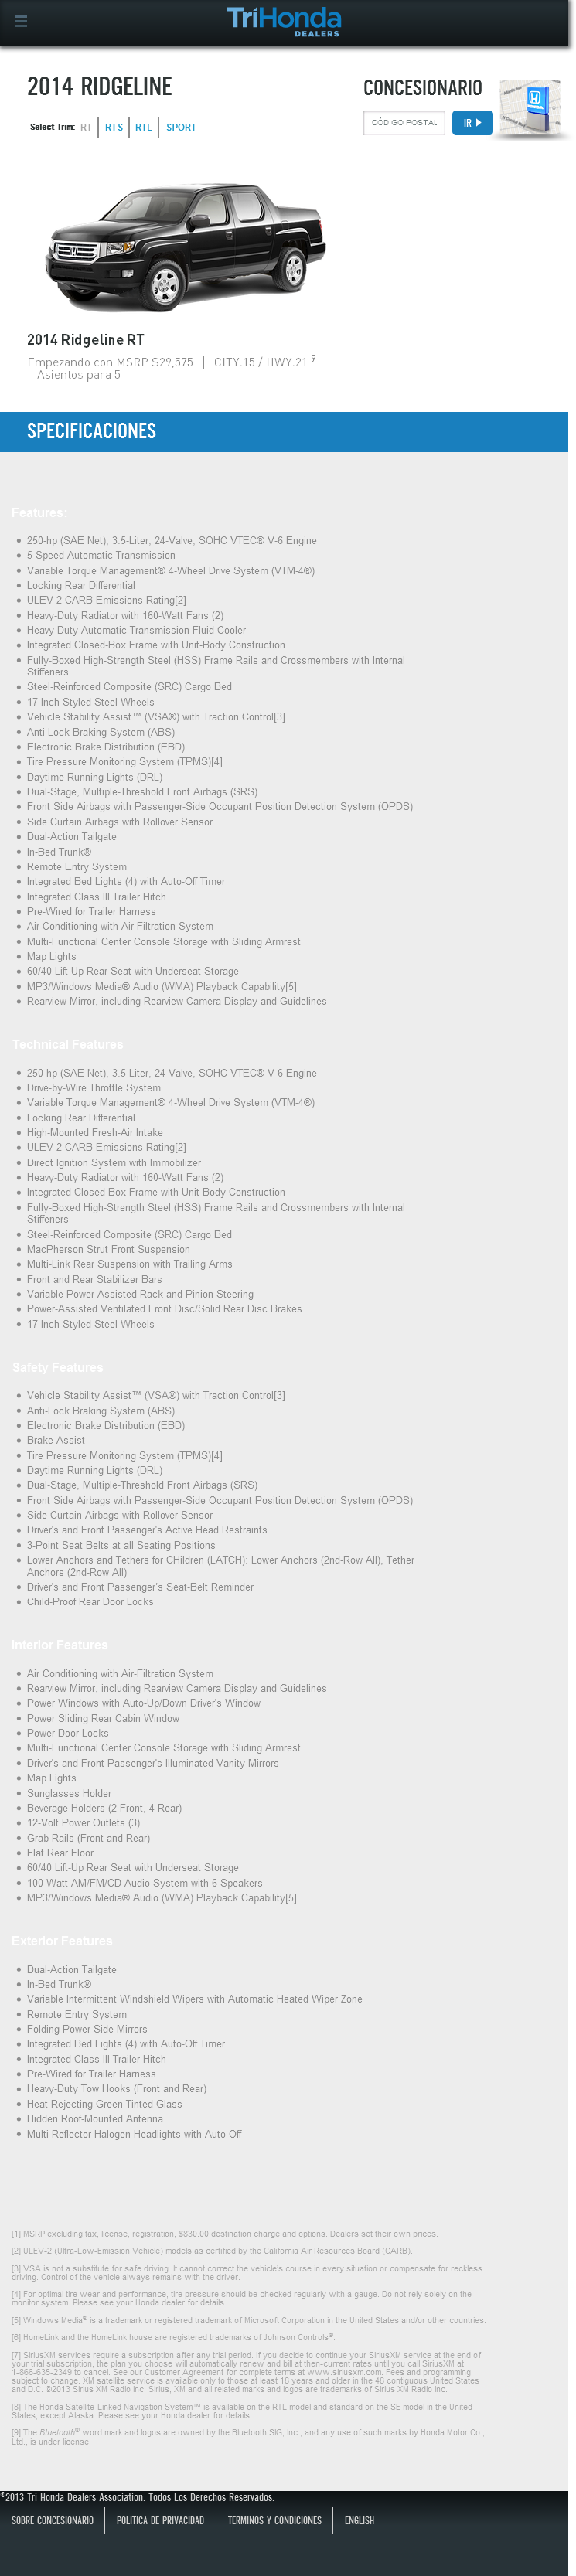 TriHonda
DEALERS
2014 RIDGELINE
CONCESIONARIO
Select Trim: RT RTS RTL SPORT
CÓDIGO POSTAL
IR
2014 Ridgeline RT
Empezando con MSRP $29,575 | CITY.15 / HWY.21 9 |
Asientos para 5
SPECIFICACIONES
Features:
250-hp (SAE Net), 3.5-Liter, 24-Valve, SOHC VTEC® V-6 Engine
5-Speed Automatic Transmission
Variable Torque Management® 4-Wheel Drive System (VTM-4®)
Locking Rear Differential
ULEV-2 CARB Emissions Rating[2]
Heavy-Duty Radiator with 160-Watt Fans (2)
Heavy-Duty Automatic Transmission-Fluid Cooler
Integrated Closed-Box Frame with Unit-Body Construction
Fully-Boxed High-Strength Steel (HSS) Frame Rails and Crossmembers with Internal
Stiffeners
Steel-Reinforced Composite (SRC) Cargo Bed
17-Inch Styled Steel Wheels
Vehicle Stability Assist™ (VSA®) with Traction Control[3]
Anti-Lock Braking System (ABS)
Electronic Brake Distribution (EBD)
Tire Pressure Monitoring System (TPMS)[4]
Daytime Running Lights (DRL)
Dual-Stage, Multiple-Threshold Front Airbags (SRS)
Front Side Airbags with Passenger-Side Occupant Position Detection System (OPDS)
Side Curtain Airbags with Rollover Sensor
Dual-Action Tailgate
In-Bed Trunk®
Remote Entry System
Integrated Bed Lights (4) with Auto-Off Timer
Integrated Class III Trailer Hitch
Pre-Wired for Trailer Harness
Air Conditioning with Air-Filtration System
Multi-Functional Center Console Storage with Sliding Armrest
Map Lights
60/40 Lift-Up Rear Seat with Underseat Storage
MP3/Windows Media® Audio (WMA) Playback Capability[5]
Rearview Mirror, including Rearview Camera Display and Guidelines
Technical Features
250-hp (SAE Net), 3.5-Liter, 24-Valve, SOHC VTEC® V-6 Engine
Drive-by-Wire Throttle System
Variable Torque Management® 4-Wheel Drive System (VTM-4®)
Locking Rear Differential
High-Mounted Fresh-Air Intake
ULEV-2 CARB Emissions Rating[2]
Direct Ignition System with Immobilizer
Heavy-Duty Radiator with 160-Watt Fans (2)
Integrated Closed-Box Frame with Unit-Body Construction
Fully-Boxed High-Strength Steel (HSS) Frame Rails and Crossmembers with Internal
Stiffeners
Steel-Reinforced Composite (SRC) Cargo Bed
MacPherson Strut Front Suspension
Multi-Link Rear Suspension with Trailing Arms
Front and Rear Stabilizer Bars
Variable Power-Assisted Rack-and-Pinion Steering
Power-Assisted Ventilated Front Disc/Solid Rear Disc Brakes
17-Inch Styled Steel Wheels
Safety Features
Vehicle Stability Assist™ (VSA®) with Traction Control[3]
Anti-Lock Braking System (ABS)
Electronic Brake Distribution (EBD)
Brake Assist
Tire Pressure Monitoring System (TPMS)[4]
Daytime Running Lights (DRL)
Dual-Stage, Multiple-Threshold Front Airbags (SRS)
Front Side Airbags with Passenger-Side Occupant Position Detection System (OPDS)
Side Curtain Airbags with Rollover Sensor
Driver's and Front Passenger's Active Head Restraints
3-Point Seat Belts at all Seating Positions
Lower Anchors and Tethers for CHildren (LATCH): Lower Anchors (2nd-Row All), Tether
Anchors (2nd-Row All)
Driver's and Front Passenger's Seat-Belt Reminder
Child-Proof Rear Door Locks
Interior Features
Air Conditioning with Air-Filtration System
Rearview Mirror, including Rearview Camera Display and Guidelines
Power Windows with Auto-Up/Down Driver's Window
Power Sliding Rear Cabin Window
Power Door Locks
Multi-Functional Center Console Storage with Sliding Armrest
Driver's and Front Passenger's Illuminated Vanity Mirrors
Map Lights
Sunglasses Holder
Beverage Holders (2 Front, 4 Rear)
12-Volt Power Outlets (3)
Grab Rails (Front and Rear)
Flat Rear Floor
60/40 Lift-Up Rear Seat with Underseat Storage
100-Watt AM/FM/CD Audio System with 6 Speakers
MP3/Windows Media® Audio (WMA) Playback Capability[5]
Exterior Features
Dual-Action Tailgate
In-Bed Trunk®
Variable Intermittent Windshield Wipers with Automatic Heated Wiper Zone
Remote Entry System
Folding Power Side Mirrors
Integrated Bed Lights (4) with Auto-Off Timer
Integrated Class III Trailer Hitch
Pre-Wired for Trailer Harness
Heavy-Duty Tow Hooks (Front and Rear)
Heat-Rejecting Green-Tinted Glass
Hidden Roof-Mounted Antenna
Multi-Reflector Halogen Headlights with Auto-Off
[1] MSRP excluding tax, license, registration, $830.00 destination charge and options. Dealers set their own prices.
[2] ULEV-2 (Ultra-Low-Emission Vehicle) models as certified by the California Air Resources Board (CARB).
[3] VSA is not a substitute for safe driving. It cannot correct the vehicle's course in every situation or compensate for reckless
driving. Control of the vehicle always remains with the driver.
[4] For optimal tire wear and performance, tire pressure should be checked regularly with a gauge. Do not rely solely on the
monitor system. Please see your Honda dealer for details.
[5] Windows Media® is a trademark or registered trademark of Microsoft Corporation in the United States and/or other countries.
[6] HomeLink and the HomeLink house are registered trademarks of Johnson Controls®.
[7] SiriusXM services require a subscription after any trial period. If you decide to continue your SiriusXM service at the end of
your trial subscription, the plan you choose will automatically renew and bill at then-current rates until you call SiriusXM at
1-866-635-2349 to cancel. See our Customer Agreement for complete terms at www.siriusxm.com. Fees and programming
subject to change. XM satellite service is available only to those at least 18 years and older in the 48 contiguous United States
and D.C. ©2013 Sirius XM Radio Inc. Sirius, XM and all related marks and logos are trademarks of Sirius XM Radio Inc.
[8] The Honda Satellite-Linked Navigation System™ is available on the RTL model and standard on the SE model in the United
States, except Alaska. Please see your Honda dealer for details.
[9] The Bluetooth® word mark and logos are owned by the Bluetooth SIG, Inc., and any use of such marks by Honda Motor Co.,
Ltd., is under license.
©2013 Tri Honda Dealers Association. Todos Los Derechos Reservados.
SOBRE CONCESIONARIO | POLÍTICA DE PRIVACIDAD | TÉRMINOS Y CONDICIONES | ENGLISH